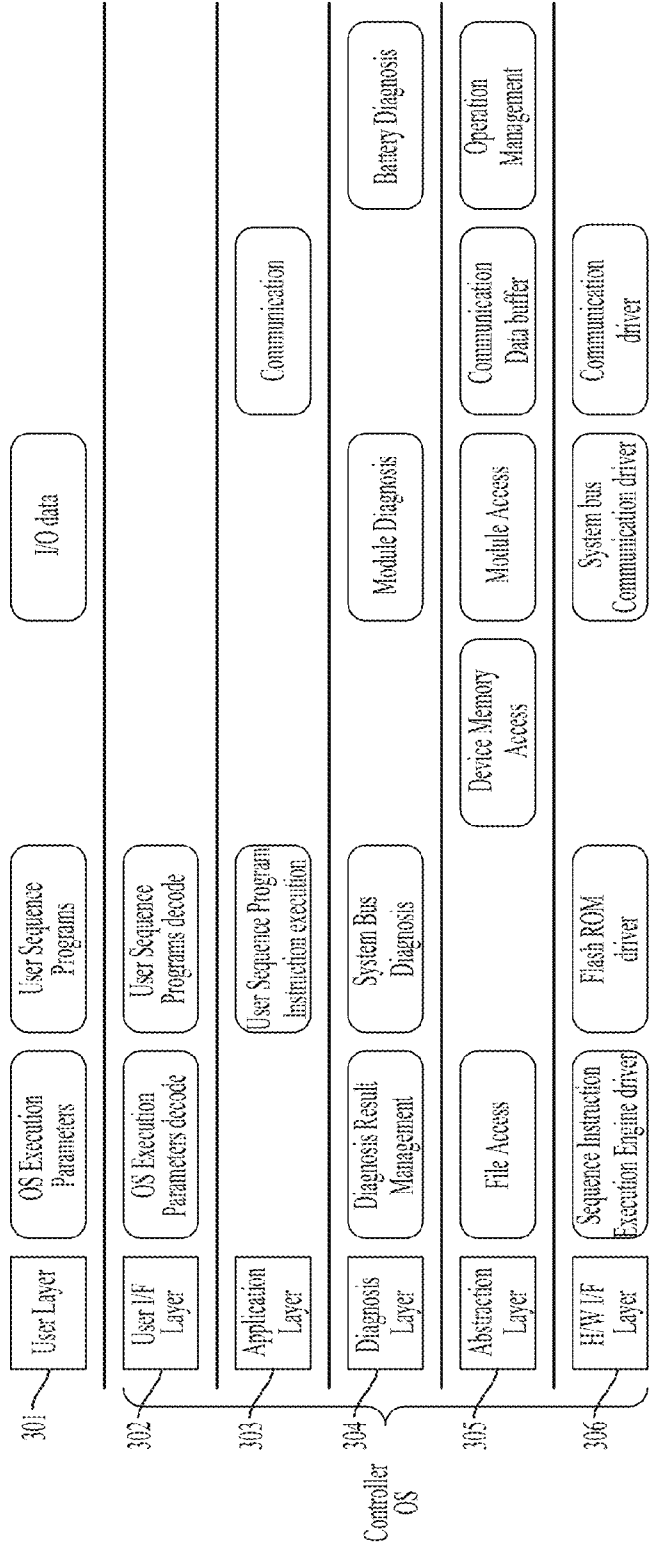 301
User Layer
OS Execution
Parameters
User Sequence
Programs
I/O data
Controller
OS
302
User I/F
Layer
OS Execution
Parameters decode
User Sequence
Programs decode
303
Application
Layer
User Sequence Program
Instruction execution
Communication
304
Diagnosis
Layer
Diagnosis Result
Management
System Bus
Diagnosis
Module Diagnosis
Battery Diagnosis
305
Abstraction
Layer
File Access
Device Memory
Access
Module Access
Communication
Data buffer
Operation
Management
306
H/W I/F
Layer
Sequence Instruction
Execution Engine driver
Flash ROM
driver
System bus
Communication driver
Communication
driver